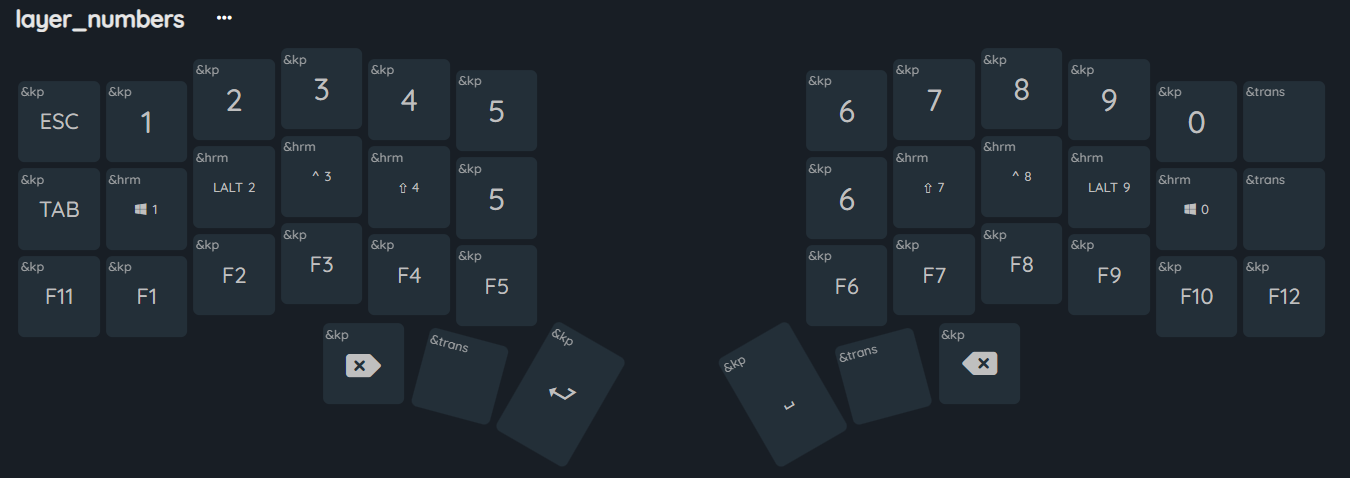 layer_numbers ...
&kp &kp &kp &kp &kp &kp &kp &kp &kp &kp &kp &trans
ESC 1 2 3 4 5 6 7 8 9 0
&kp &hrm &hrm &hrm &hrm &kp &kp &hrm &hrm &hrm &hrm &trans
TAB 1 LALT 2 ^ 3 ⇧ 4 5 6 ⇧ 7 ^ 8 LALT 9 0
&kp &kp &kp &kp &kp &kp &kp &kp &kp &kp &kp &kp
F11 F1 F2 F3 F4 F5 F6 F7 F8 F9 F10 F12
&kp &trans &kp &kp &trans &kp